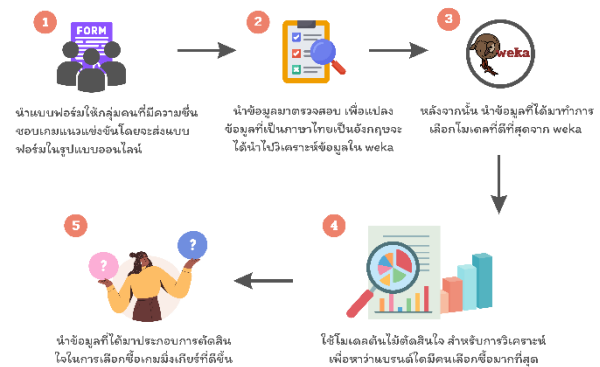 1
FORM
นำแบบฟอร์มให้กลุ่มคนที่มีความชื่น
ชอบเกมแนวแข่งขันโดยจะส่งแบบ
ฟอร์มในรูปแบบออนไลน์
2
นำข้อมูลมาตรวจสอบ เพื่อแปลง
ข้อมูลที่เป็นภาษาไทยเป็นอังกฤษจะ
ได้นำไปวิเคราะห์ข้อมูลใน weka
3
weka
หลังจากนั้น นำข้อมูลที่ได้มาทำการ
เลือกโมเดลที่ดีที่สุดจาก weka
4
ใช้โมเดลต้นไม้ตัดสินใจ สำหรับการวิเคราะห์
เพื่อหาว่าแบรนด์ใดมีคนเลือกซื้อมากที่สุด
5
?
?
นำข้อมูลที่ได้มาประกอบการตัดสิน
ใจในการเลือกซื้อเกมมิ่งเกียร์ที่ดีขึ้น